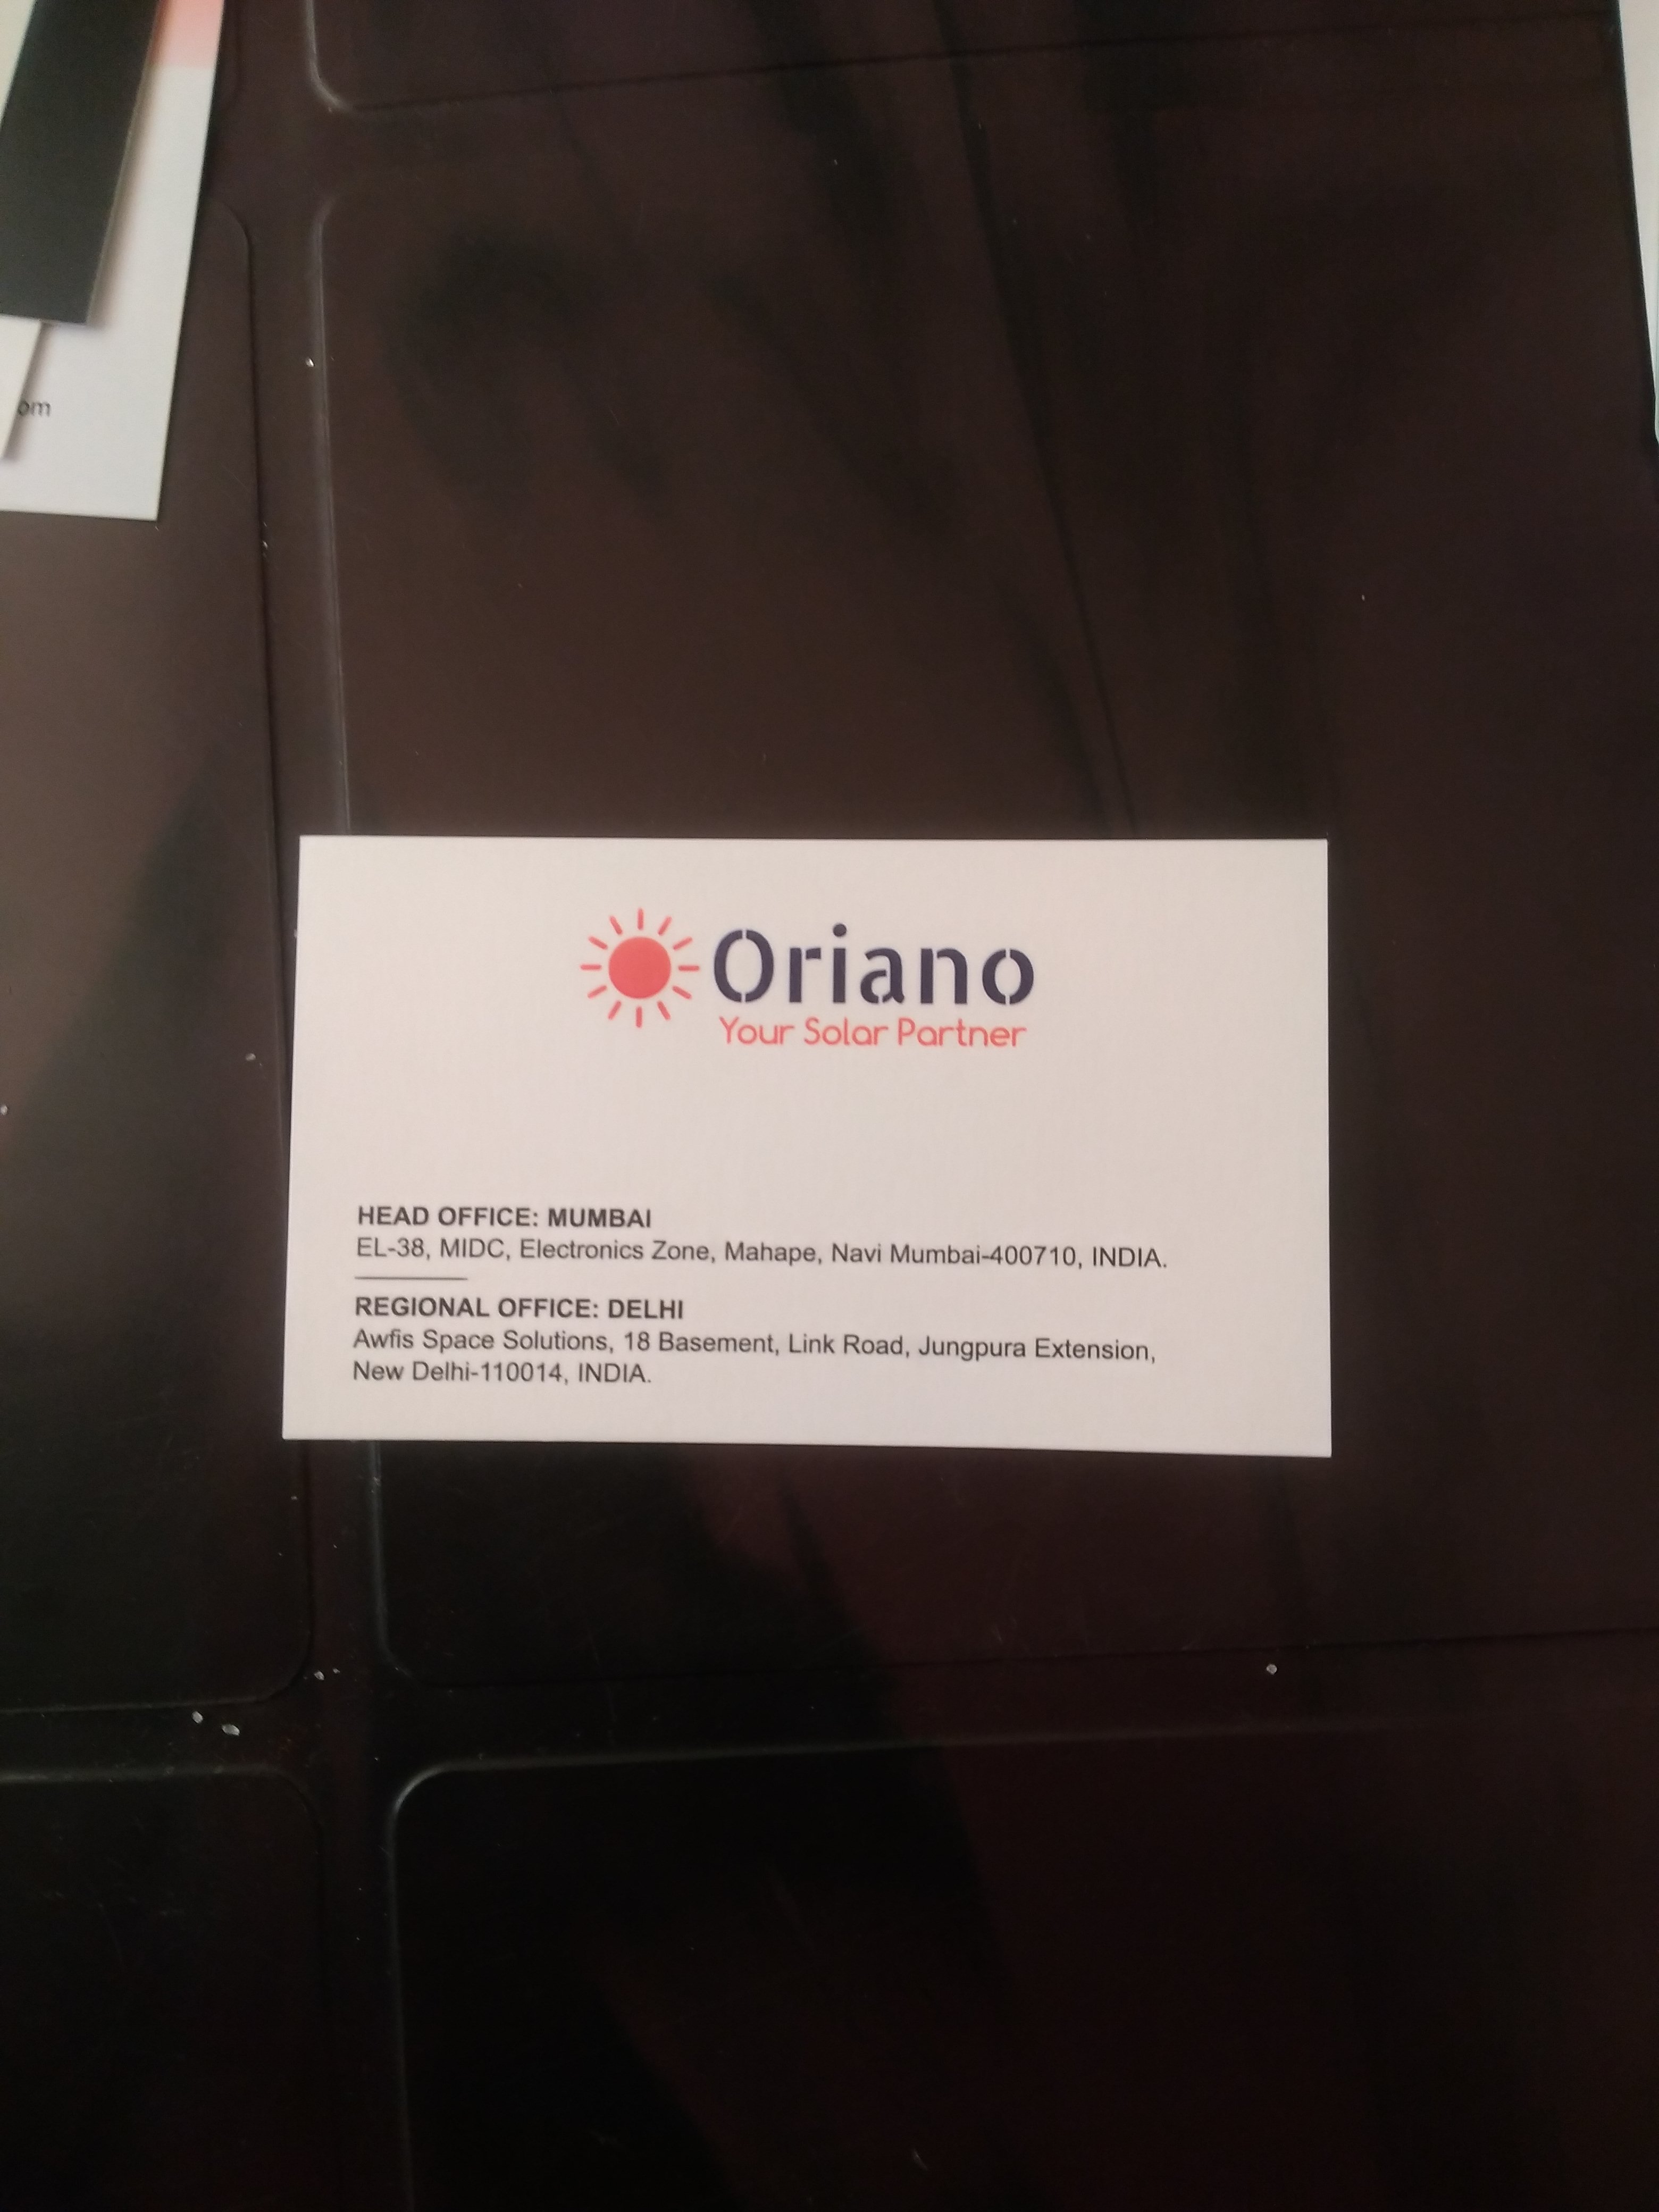 om
Oriano
Your Solar Partner
HEAD OFFICE: MUMBAI
EL-38, MIDC, Electronics Zone, Mahape, Navi Mumbai-400710, INDIA.
REGIONAL OFFICE: DELHI
Awfis Space Solutions, 18 Basement, Link Road, Jungpura Extension,
New Delhi-110014, INDIA.